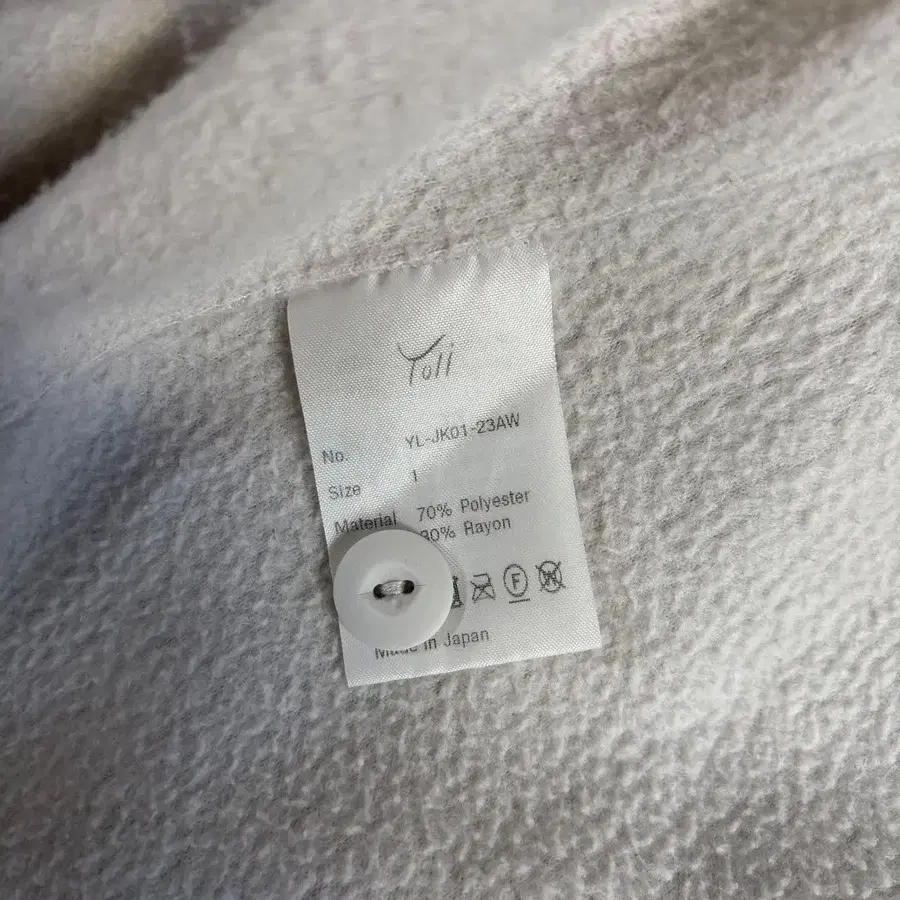 Yoli
No. YL-JK01-23AW
Size 1
Material 70% Polyester
30% Rayon
F W
Made in Japan